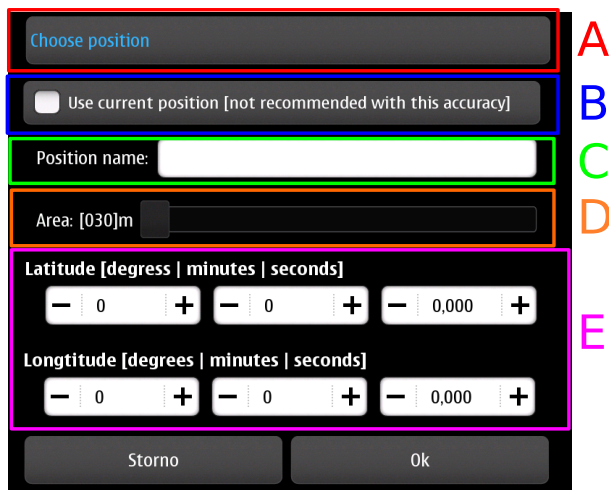 Choose position
A
Use current position [not recommended with this accuracy]
B
Position name:
C
Area: [030]m
D
Latitude [degress | minutes | seconds]
− 0 + − 0 + − 0,000 +
E
Longtitude [degrees | minutes | seconds]
− 0 + − 0 + − 0,000 +
Storno Ok